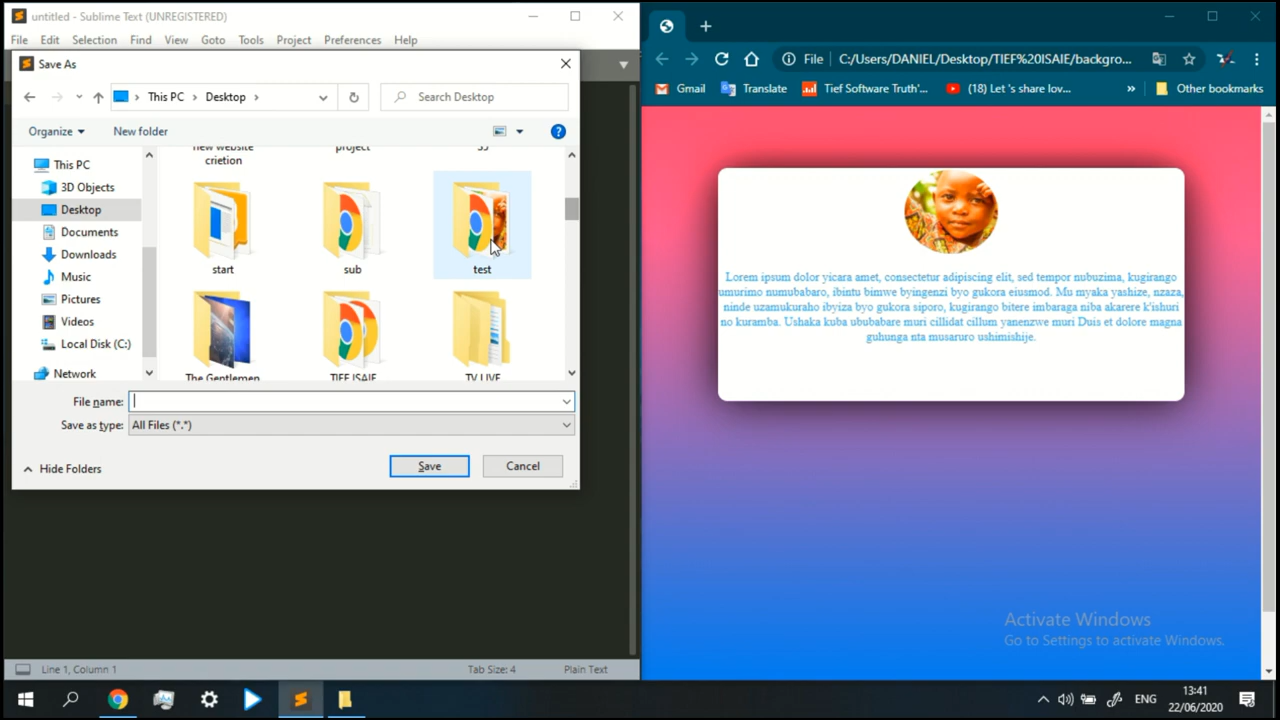 untitled - Sublime Text (UNREGISTERED)
File Edit Selection Find View Goto Tools Project Preferences Help
Save As
This PC Desktop
Search Desktop
Organize New folder
This PC
3D Objects
Desktop
Documents
Downloads
Music
Pictures
Videos
Local Disk (C:)
Network
new website
crietion
project
start
sub
test
The Gentlemen
TIEF ISAIE
TV LIVE
File name:
Save as type: All Files (*.*)
Hide Folders
Save
Cancel
Line 1, Column 1
Tab Size: 4
Plain Text
File C:/Users/DANIEL/Desktop/TIEF%20ISAIE/backgro...
Gmail Translate Tief Software Truth'... (18) Let 's share lov... » Other bookmarks
Lorem ipsum dolor yicara amet, consectetur adipiscing elit, sed tempor nubuzima, kugirango
umurimo numubabaro, ibintu bimwe byingenzi byo gukora eiusmod. Mu myaka yashize, nzaza,
ninde uzamukuraho ibyiza byo gukora siporo, kugirango bitere imbaraga niba akarere k'ishuri
no kuramba. Ushaka kuba ububabare muri cillidat cillum yanenzwe muri Duis et dolore magna
guhunga nta musaruro ushimishije.
Activate Windows
Go to Settings to activate Windows.
ENG
13:41
22/06/2020